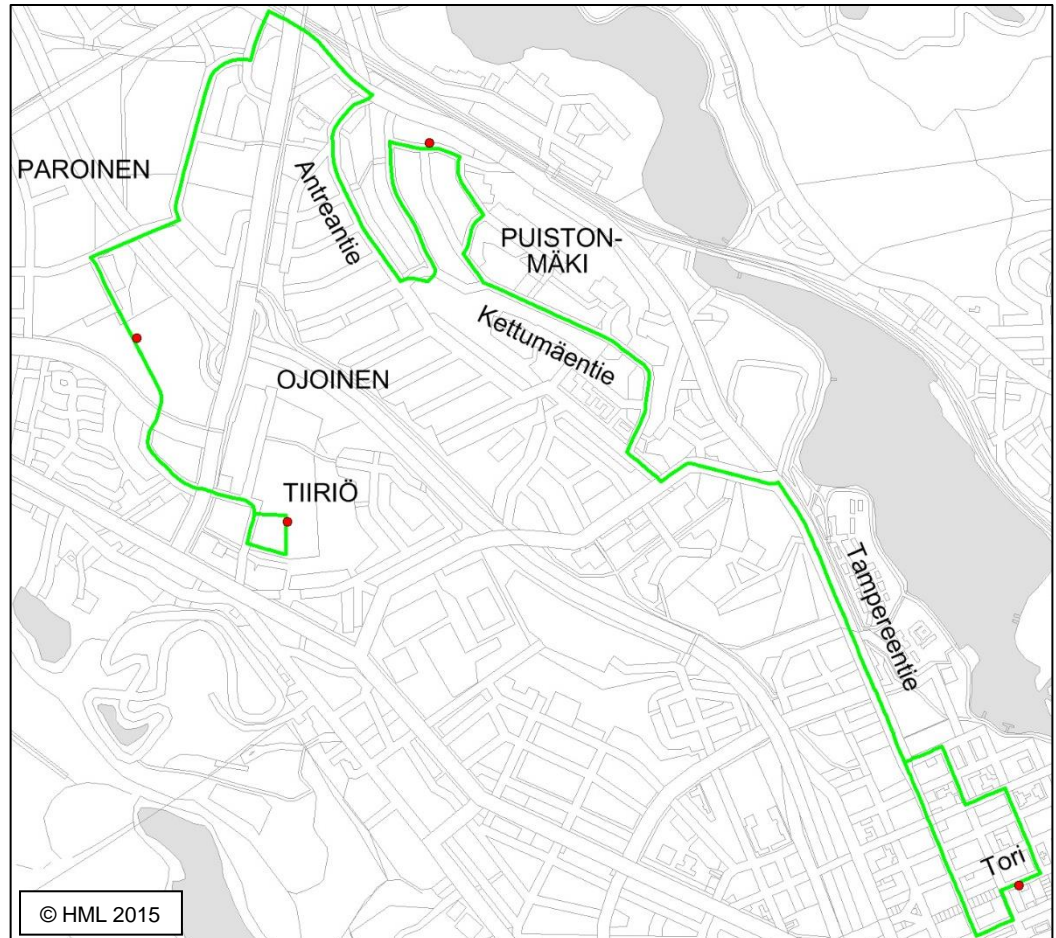 PAROINEN
Antreantie
PUISTON-
MÄKI
Kettumäentie
OJOINEN
TIIRIÖ
Tampereentie
Tori
© HML 2015